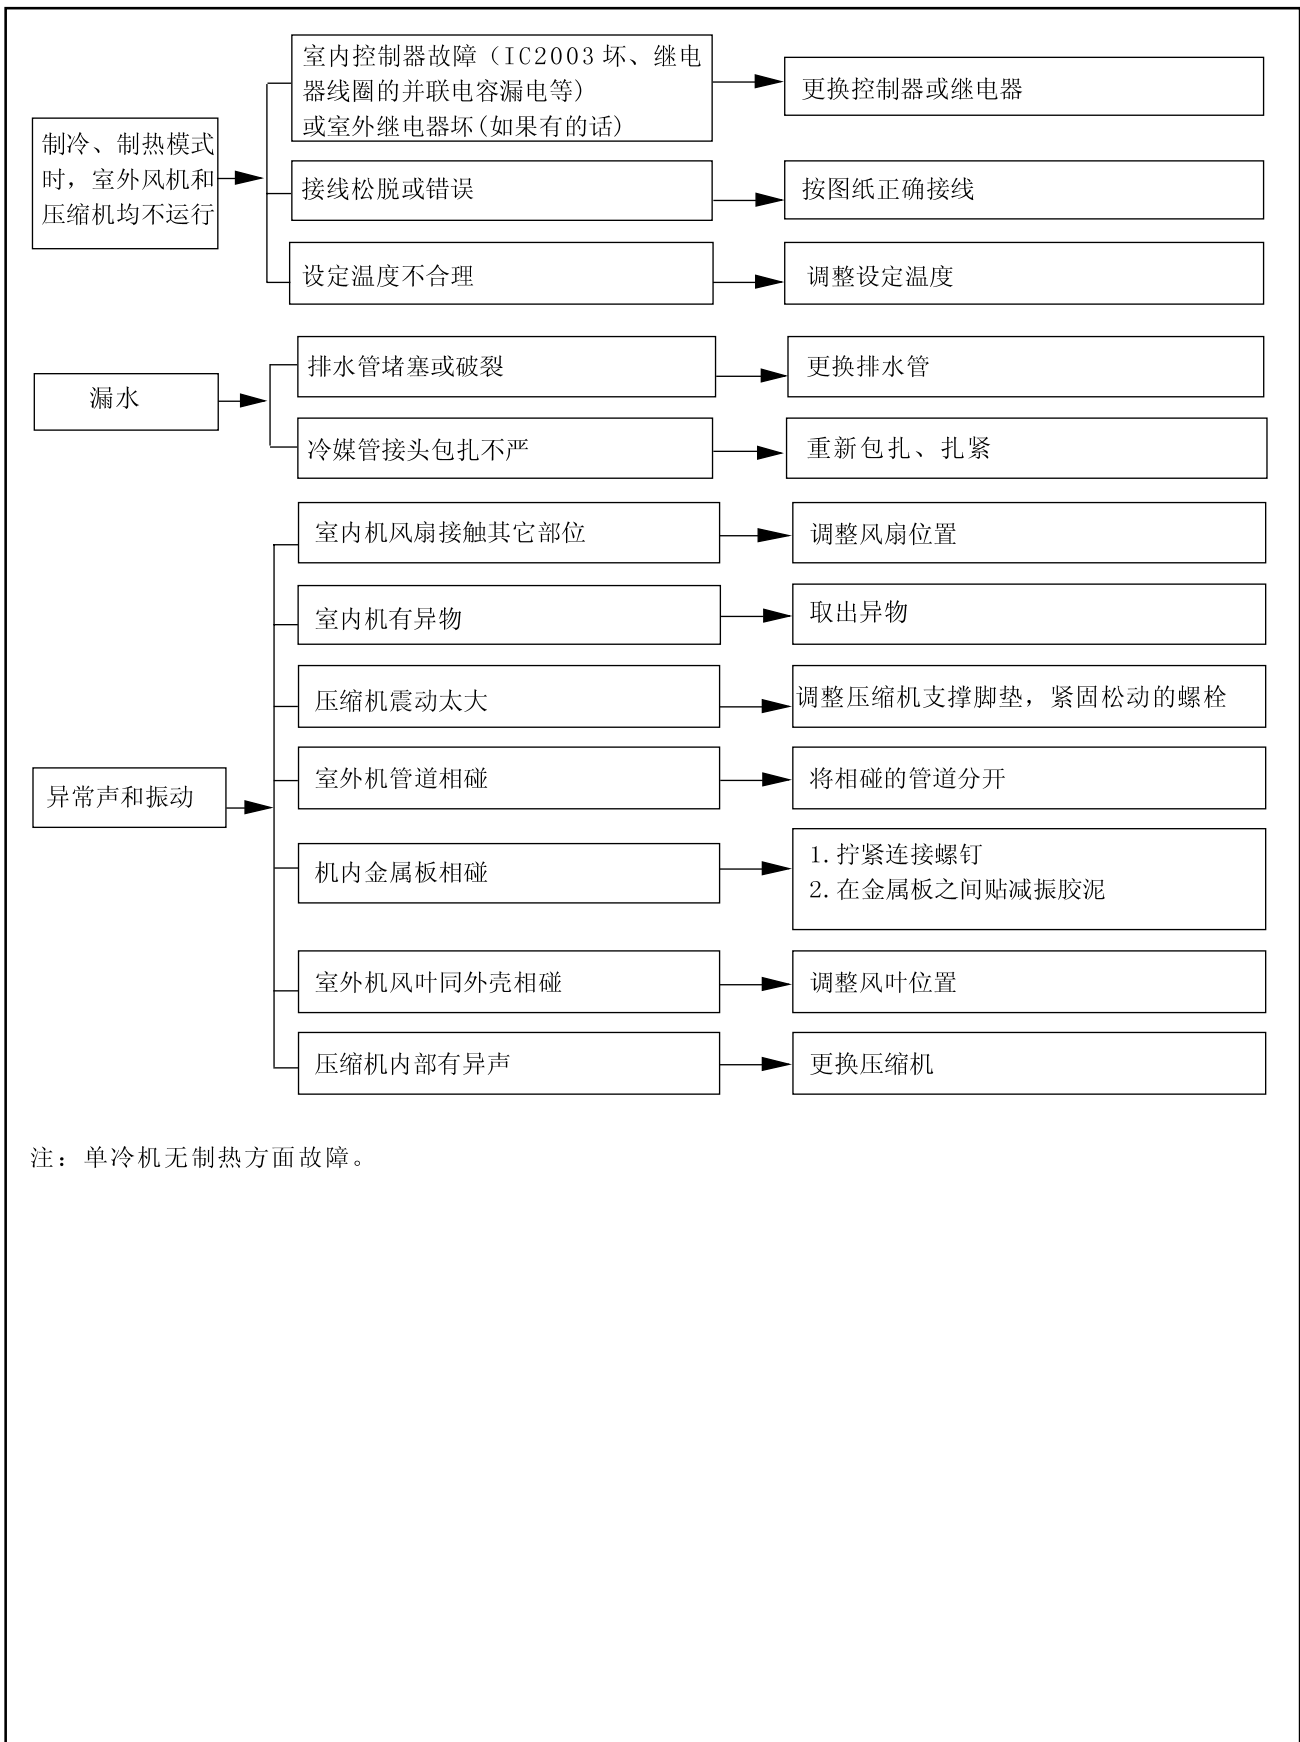 制冷、制热模式
时，室外风机和
压缩机均不运行
室内控制器故障（IC2003坏、继电
器线圈的并联电容漏电等)
或室外继电器坏(如果有的话)
更换控制器或继电器
接线松脱或错误
按图纸正确接线
设定温度不合理
调整设定温度
漏水
排水管堵塞或破裂
更换排水管
冷媒管接头包扎不严
重新包扎、扎紧
异常声和振动
室内机风扇接触其它部位
调整风扇位置
室内机有异物
取出异物
压缩机震动太大
调整压缩机支撑脚垫，紧固松动的螺栓
室外机管道相碰
将相碰的管道分开
机内金属板相碰
1.拧紧连接螺钉
2.在金属板之间贴减振胶泥
室外机风叶同外壳相碰
调整风叶位置
压缩机内部有异声
更换压缩机
注：单冷机无制热方面故障。